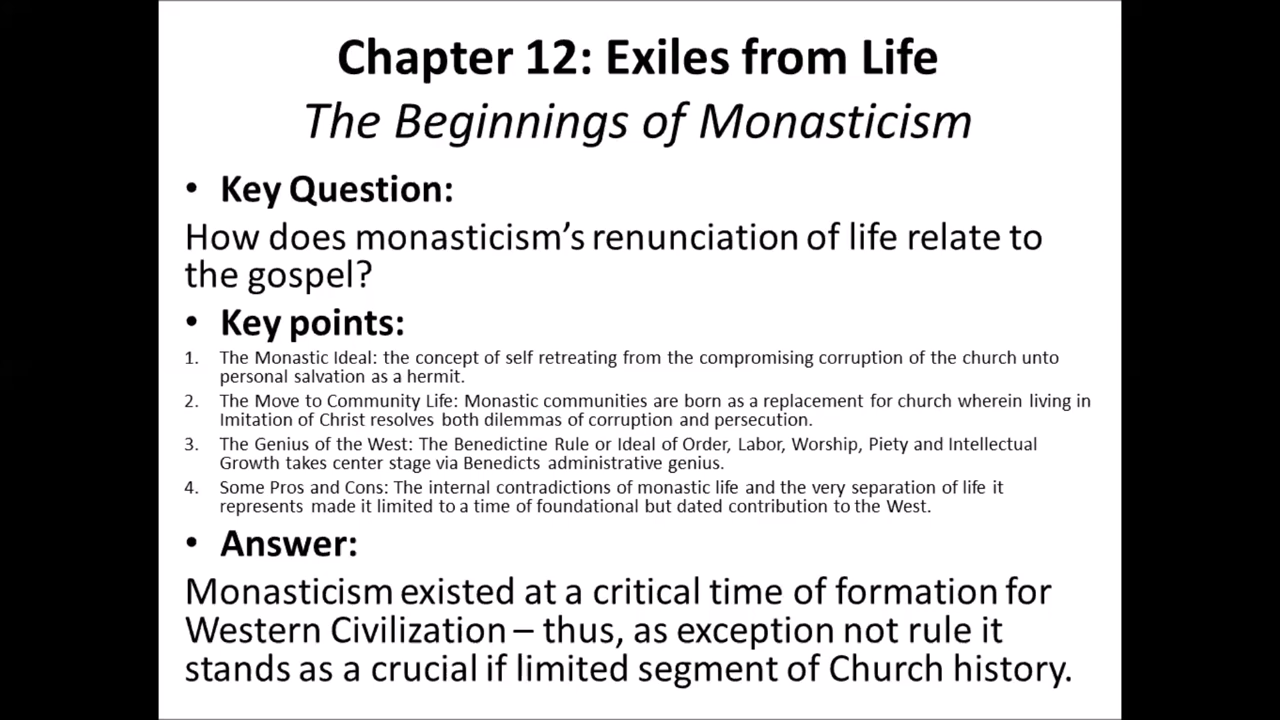 Chapter 12: Exiles from Life
The Beginnings of Monasticism
• Key Question:
How does monasticism’s renunciation of life relate to
the gospel?
• Key points:
1. The Monastic Ideal: the concept of self retreating from the compromising corruption of the church unto
personal salvation as a hermit.
2. The Move to Community Life: Monastic communities are born as a replacement for church wherein living in
Imitation of Christ resolves both dilemmas of corruption and persecution.
3. The Genius of the West: The Benedictine Rule or Ideal of Order, Labor, Worship, Piety and Intellectual
Growth takes center stage via Benedicts administrative genius.
4. Some Pros and Cons: The internal contradictions of monastic life and the very separation of life it
represents made it limited to a time of foundational but dated contribution to the West.
• Answer:
Monasticism existed at a critical time of formation for
Western Civilization – thus, as exception not rule it
stands as a crucial if limited segment of Church history.